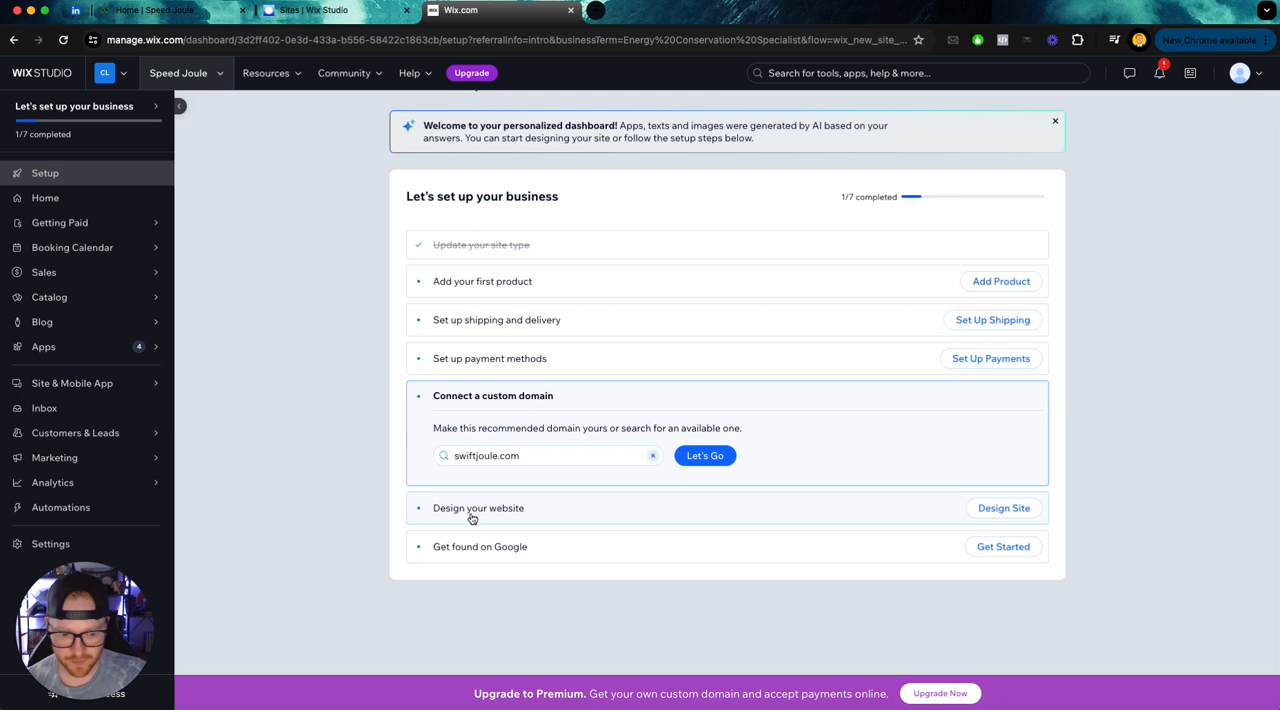 Home | Speed Joule
Sites | Wix Studio
Wix.com
manage.wix.com/dashboard/3d2ff402-0e3d-433a-b556-58422c1863cb/setup?referralInfo=intro&businessTerm=Energy%20Conservation%20Specialist&flow=wix_new_site_...
New Chrome available
WIX STUDIO
CL
Speed Joule
Resources
Community
Help
Upgrade
Search for tools, apps, help & more...
Let's set up your business
1/7 completed
Setup
Home
Getting Paid
Booking Calendar
Sales
Catalog
Blog
Apps
4
Site & Mobile App
Inbox
Customers & Leads
Marketing
Analytics
Automations
Settings
Welcome to your personalized dashboard! Apps, texts and images were generated by AI based on your
answers. You can start designing your site or follow the setup steps below.
Let's set up your business
1/7 completed
Update your site type
Add your first product
Add Product
Set up shipping and delivery
Set Up Shipping
Set up payment methods
Set Up Payments
Connect a custom domain
Make this recommended domain yours or search for an available one.
swiftjoule.com
Let's Go
Design your website
Design Site
Get found on Google
Get Started
Upgrade to Premium. Get your own custom domain and accept payments online.
Upgrade Now